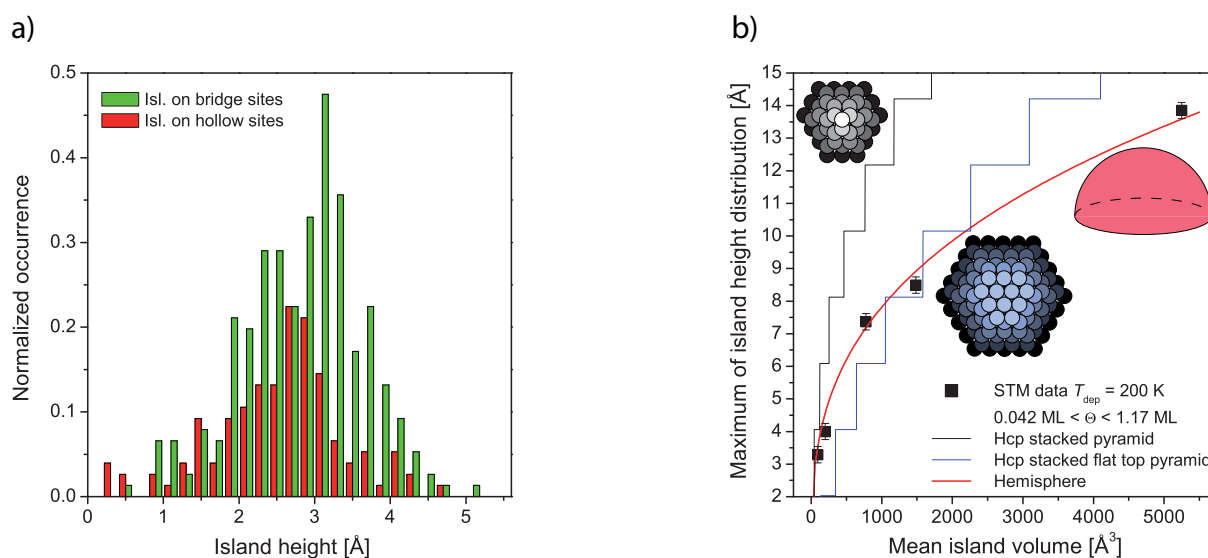 a)
0.5
0.4
0.3
0.2
0.1
0.0
Normalized occurrence
Isl. on bridge sites
Isl. on hollow sites
0 1 2 3 4 5
Island height [Å]
b)
15
14
13
12
11
10
9
8
7
6
5
4
3
2
Maximum of island height distribution [Å]
STM data Tdep = 200 K
0.042 ML < Θ < 1.17 ML
Hcp stacked pyramid
Hcp stacked flat top pyramid
Hemisphere
0 1000 2000 3000 4000 5000
Mean island volume [Å³]